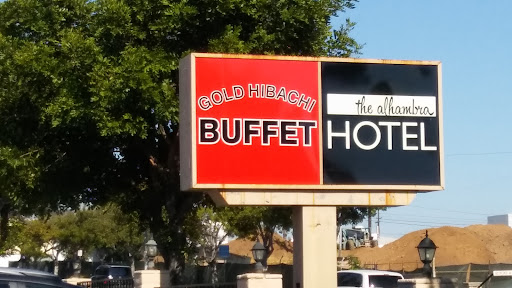 GOLD HIBACHI
BUFFET
the alhambra
HOTEL